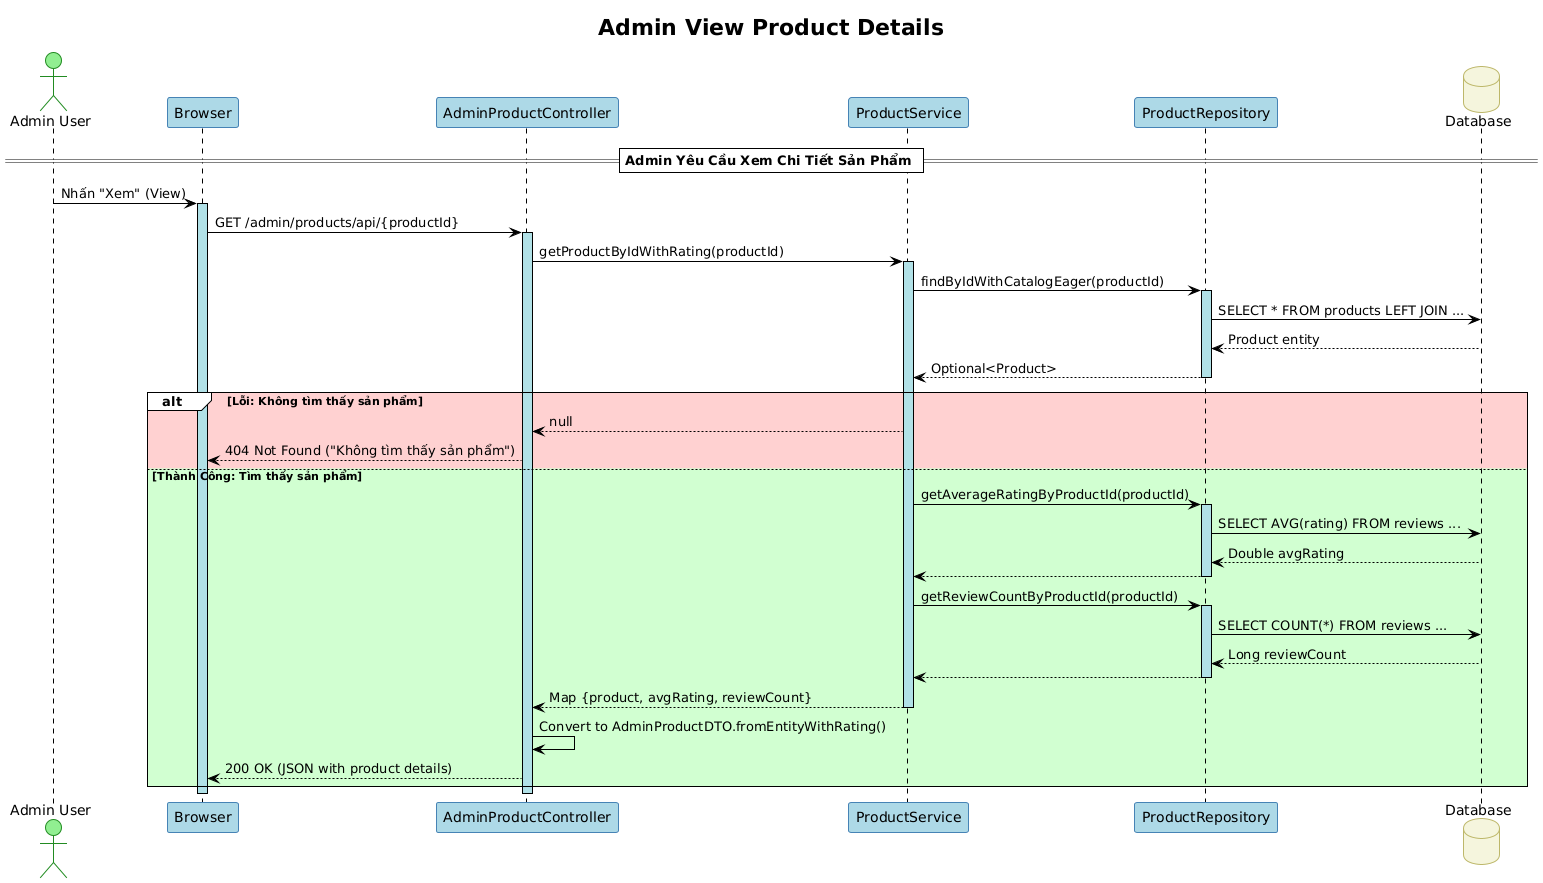 Admin View Product Details
Admin User
Browser
AdminProductController
ProductService
ProductRepository
Database
Admin Yêu Cầu Xem Chi Tiết Sản Phẩm
Nhấn "Xem" (View)
GET /admin/products/api/{productId}
getProductByIdWithRating(productId)
findByIdWithCatalogEager(productId)
SELECT * FROM products LEFT JOIN ...
Product entity
Optional<Product>
alt
[Lỗi: Không tìm thấy sản phẩm]
null
404 Not Found ("Không tìm thấy sản phẩm")
[Thành Công: Tìm thấy sản phẩm]
getAverageRatingByProductId(productId)
SELECT AVG(rating) FROM reviews ...
Double avgRating
getReviewCountByProductId(productId)
SELECT COUNT(*) FROM reviews ...
Long reviewCount
Map {product, avgRating, reviewCount}
Convert to AdminProductDTO.fromEntityWithRating()
200 OK (JSON with product details)
Admin User
Browser
AdminProductController
ProductService
ProductRepository
Database